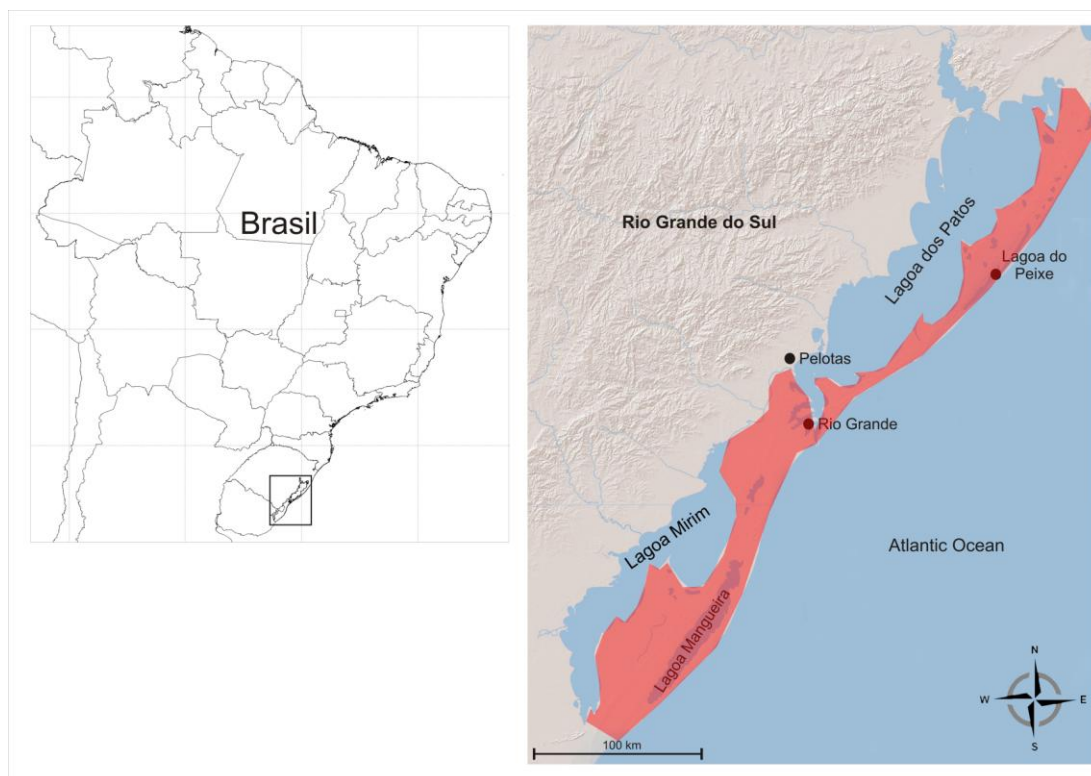 Brasil
Rio Grande do Sul
Lagoa dos Patos
Lagoa do
Peixe
Pelotas
Rio Grande
Lagoa Mirim
Atlantic Ocean
Lagoa Mangueira
N
W
E
S
100 km